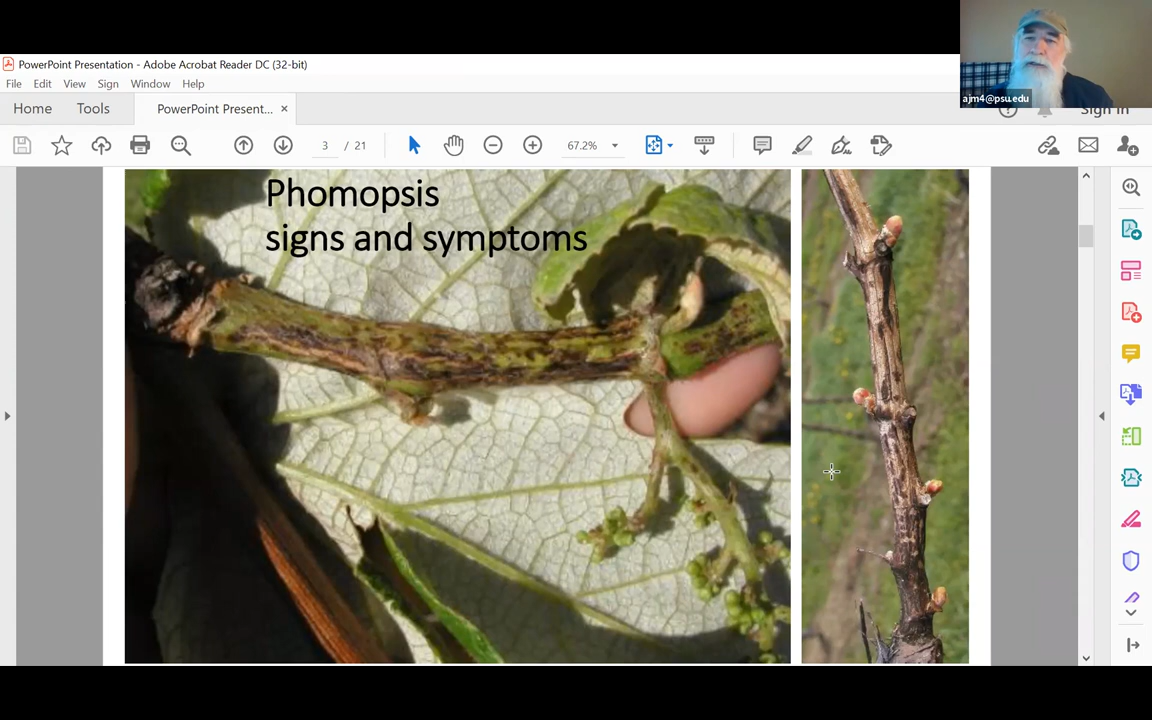 PowerPoint Presentation - Adobe Acrobat Reader DC (32-bit)
File Edit View Sign Window Help
Home Tools PowerPoint Present... ×
Sign In
ajm4@psu.edu
3 / 21 67.2%
Phomopsis
signs and symptoms